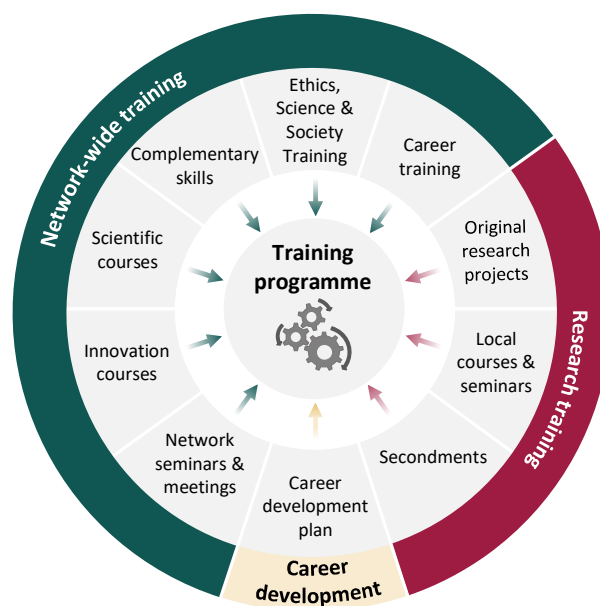 Network-wide training
Ethics,
Science &
Society
Training
Complementary
skills
Career
training
Scientific
courses
Original
research
projects
Training
programme
Innovation
courses
Local
courses &
seminars
Research training
Network
seminars &
meetings
Secondments
Career
development
plan
Career
development